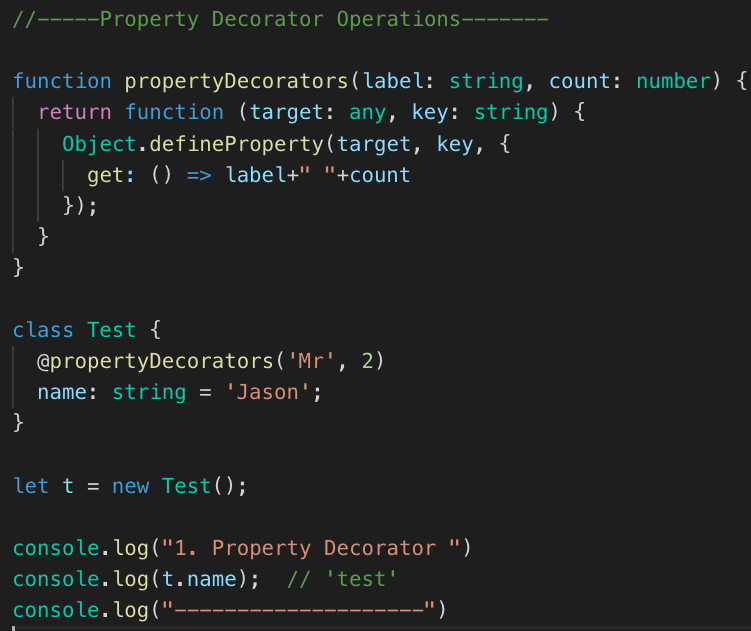 //-----Property Decorator Operations-------
function propertyDecorators(label: string, count: number) {
return function (target: any, key: string) {
Object.defineProperty(target, key, {
get: () => label+" "+count
});
}
}
class Test {
@propertyDecorators('Mr', 2)
name: string = 'Jason';
}
let t = new Test();
console.log("1. Property Decorator ")
console.log(t.name);  // 'test'
console.log("--------------------")